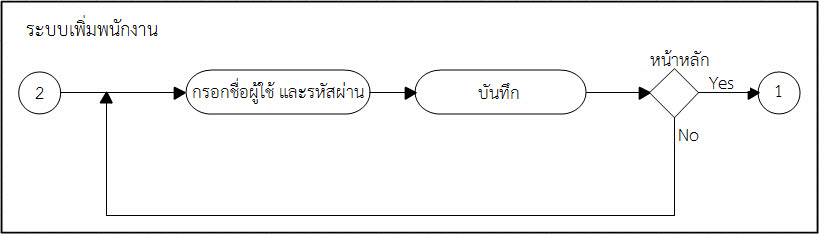 ระบบเพิ่มพนักงาน
หน้าหลัก
2
กรอกชื่อผู้ใช้ และรหัสผ่าน
บันทึก
Yes
1
No